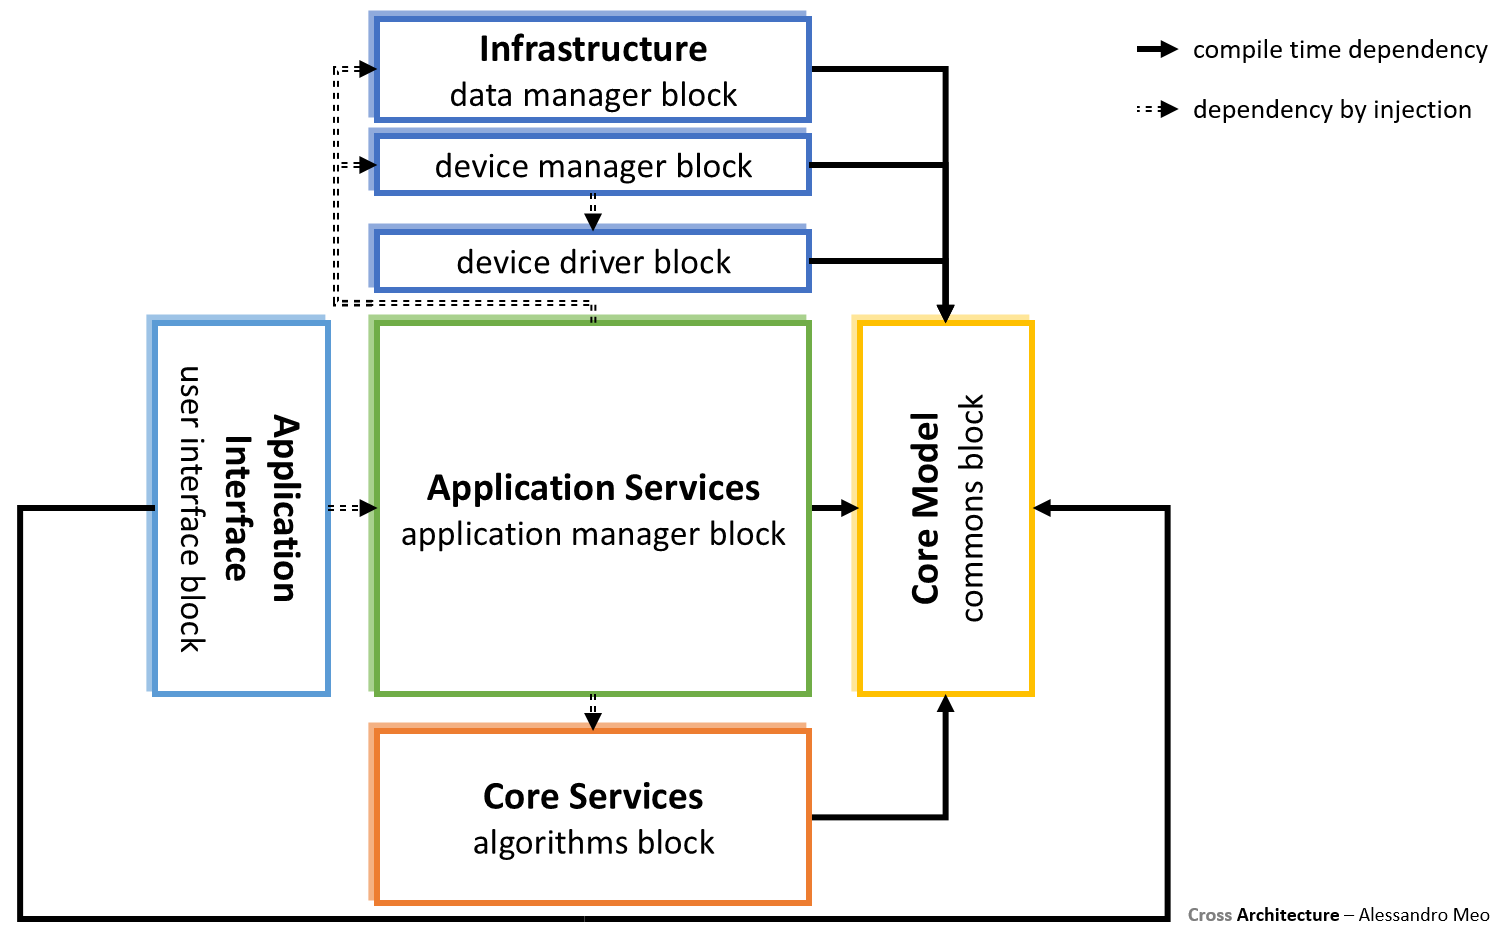 Infrastructure
data manager block
compile time dependency
dependency by injection
device manager block
device driver block
Application
Interface
user interface block
Application Services
application manager block
Core Model
commons block
Core Services
algorithms block
Cross Architecture – Alessandro Meo